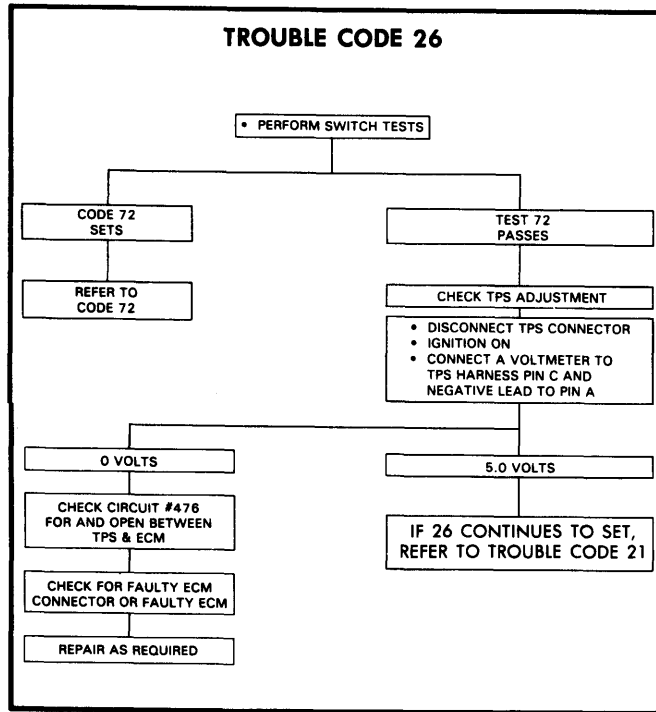 TROUBLE CODE 26
• PERFORM SWITCH TESTS
CODE 72
SETS
REFER TO
CODE 72
TEST 72
PASSES
CHECK TPS ADJUSTMENT
• DISCONNECT TPS CONNECTOR
• IGNITION ON
• CONNECT A VOLTMETER TO
TPS HARNESS PIN C AND
NEGATIVE LEAD TO PIN A
0 VOLTS
CHECK CIRCUIT #476
FOR AND OPEN BETWEEN
TPS & ECM
CHECK FOR FAULTY ECM
CONNECTOR OR FAULTY ECM
REPAIR AS REQUIRED
5.0 VOLTS
IF 26 CONTINUES TO SET,
REFER TO TROUBLE CODE 21